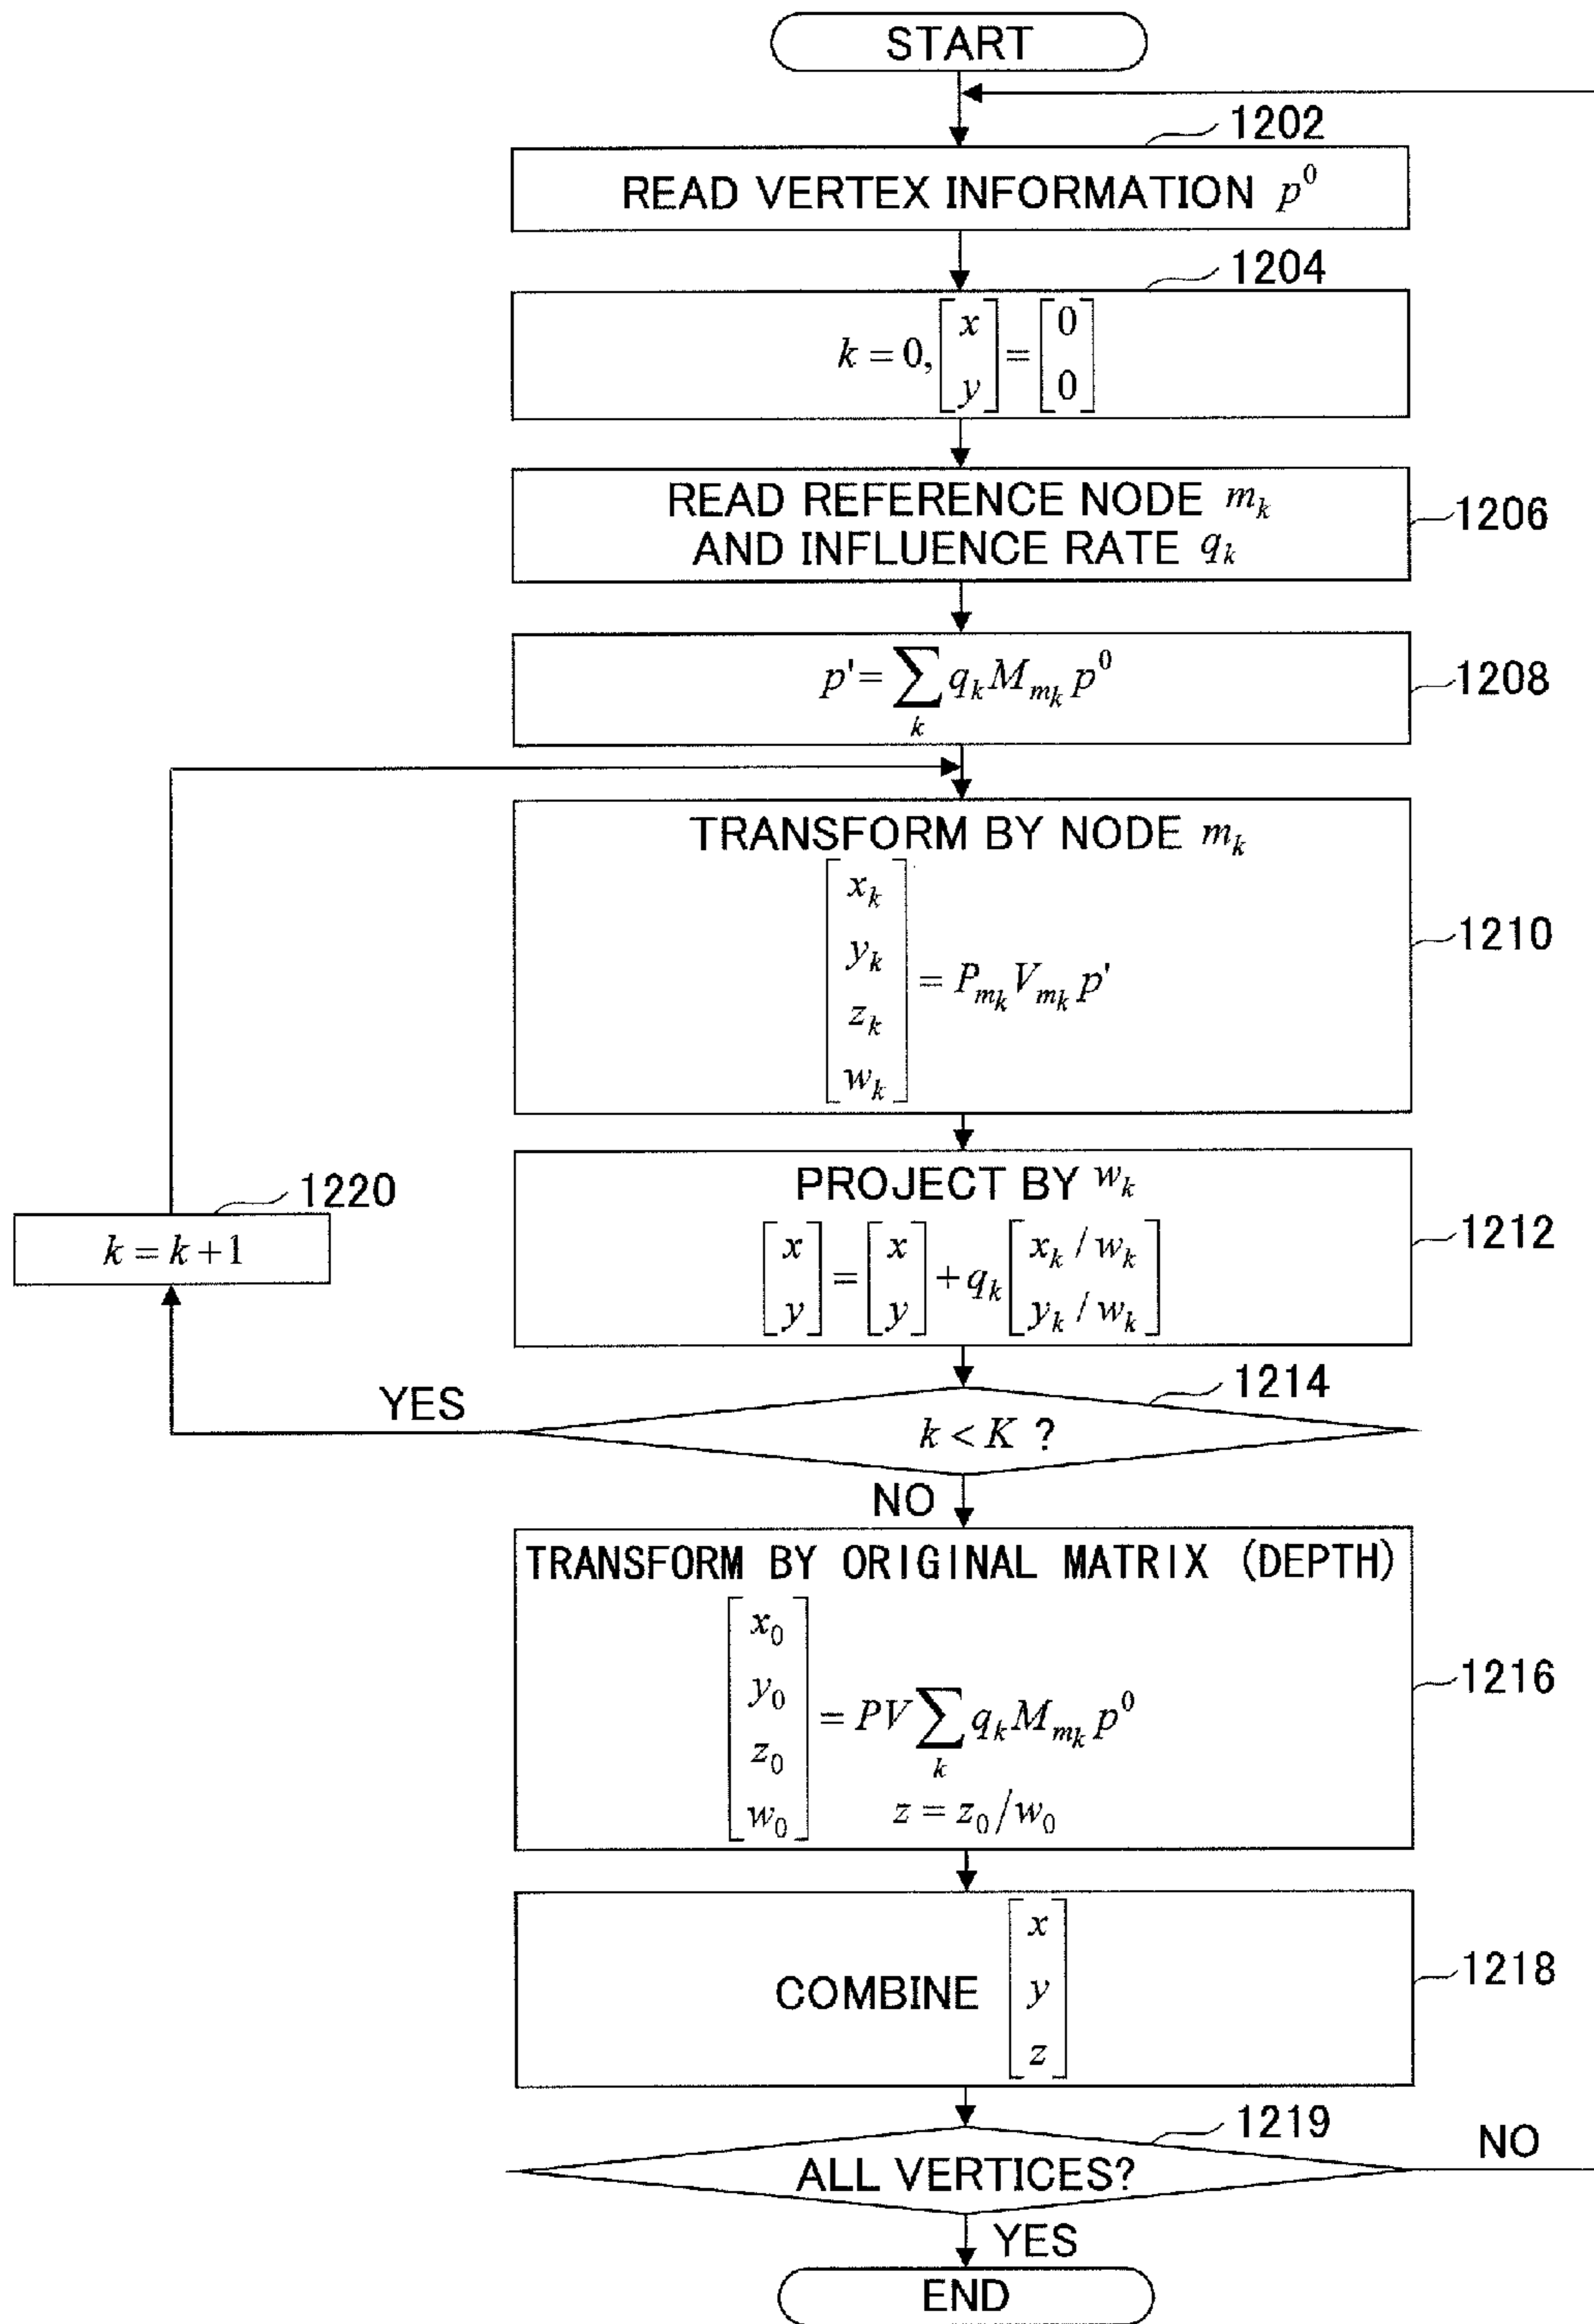 START
1202
READ VERTEX INFORMATION p^0
1204
k = 0, [x y] = [0 0]
READ REFERENCE NODE m_k
AND INFLUENCE RATE q_k
1206
p' = ∑_k q_k M_{m_k} p^0
1208
TRANSFORM BY NODE m_k
[x_k y_k z_k w_k] = P_{m_k} V_{m_k} p'
1210
PROJECT BY w_k
[x y] = [x y] + q_k [x_k / w_k y_k / w_k]
1212
1220
k = k + 1
YES
1214
k < K ?
NO
TRANSFORM BY ORIGINAL MATRIX (DEPTH)
[x_0 y_0 z_0 w_0] = PV ∑_k q_k M_{m_k} p^0
z = z_0 / w_0
1216
COMBINE [x y z]
1218
1219
ALL VERTICES?
NO
YES
END